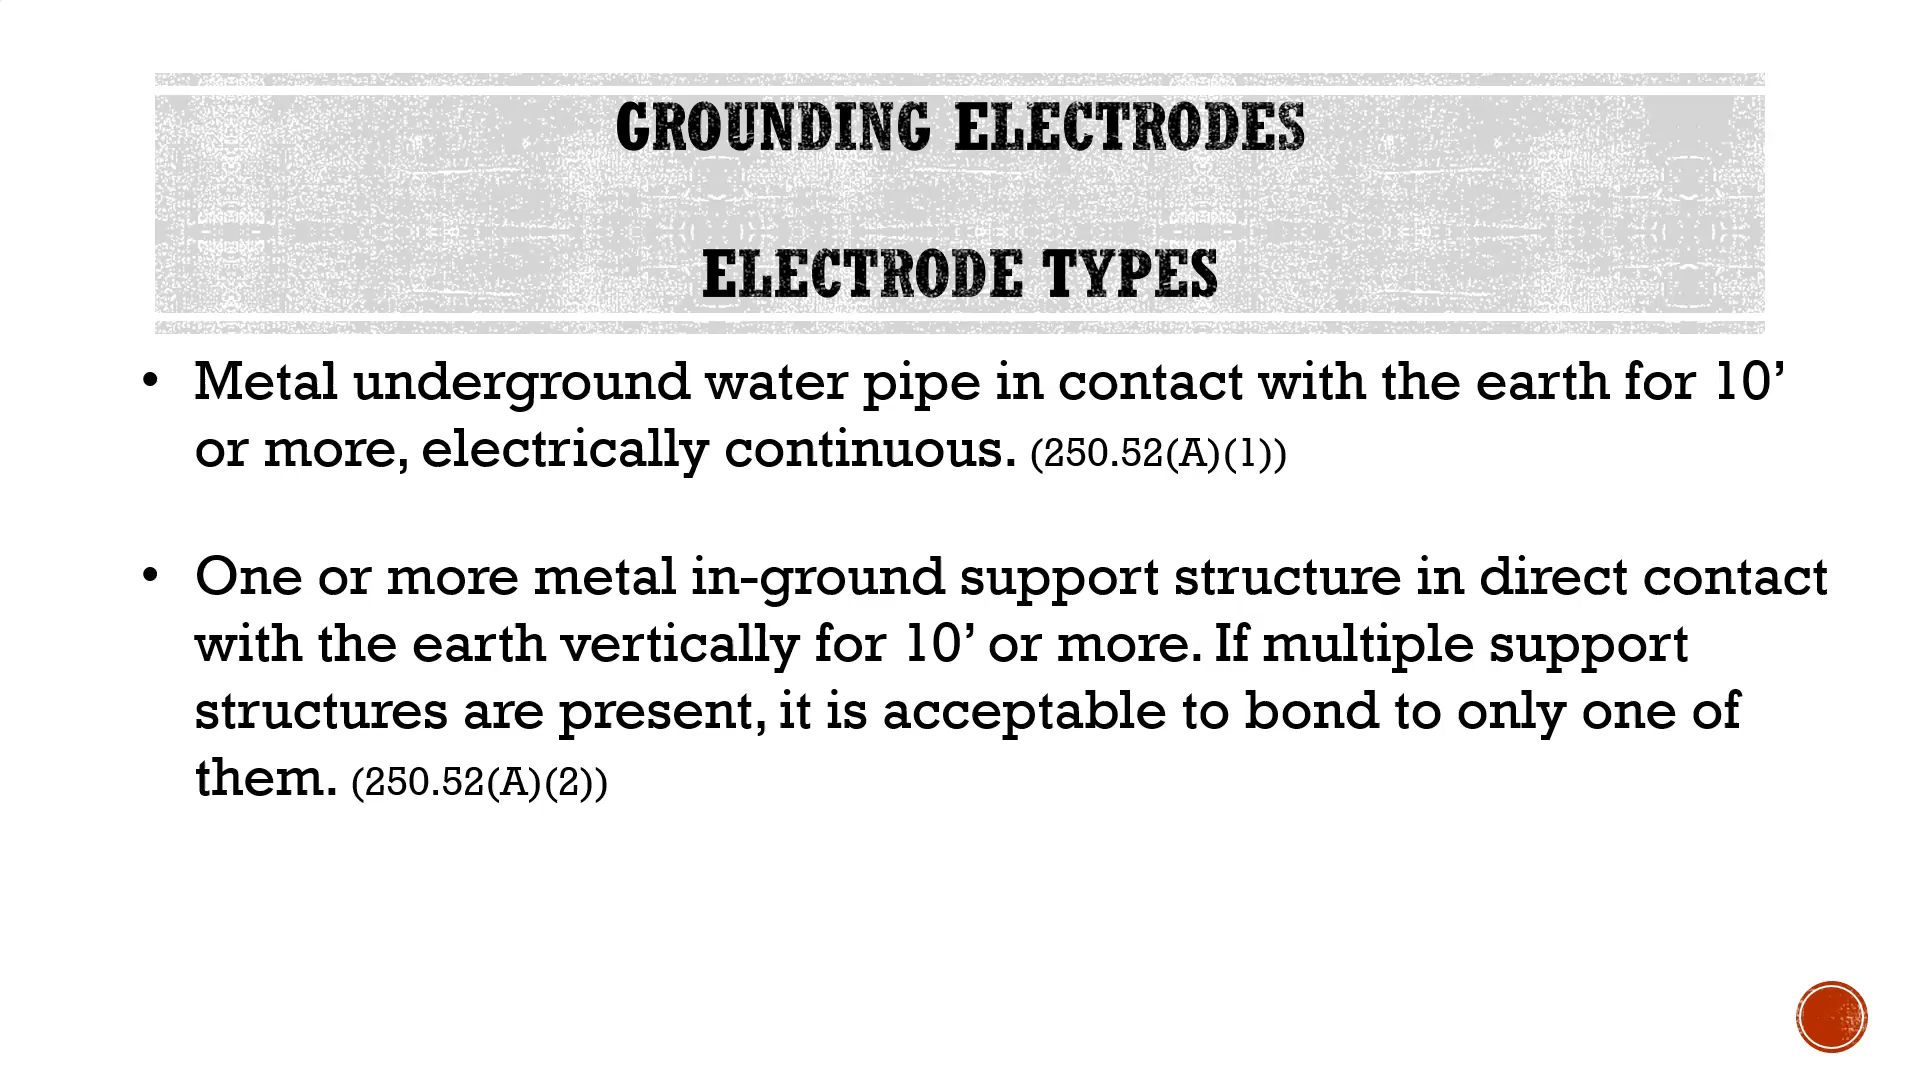 GROUNDING ELECTRODES
ELECTRODE TYPES
• Metal underground water pipe in contact with the earth for 10’
or more, electrically continuous. (250.52(A)(1))
• One or more metal in-ground support structure in direct contact
with the earth vertically for 10’ or more. If multiple support
structures are present, it is acceptable to bond to only one of
them. (250.52(A)(2))